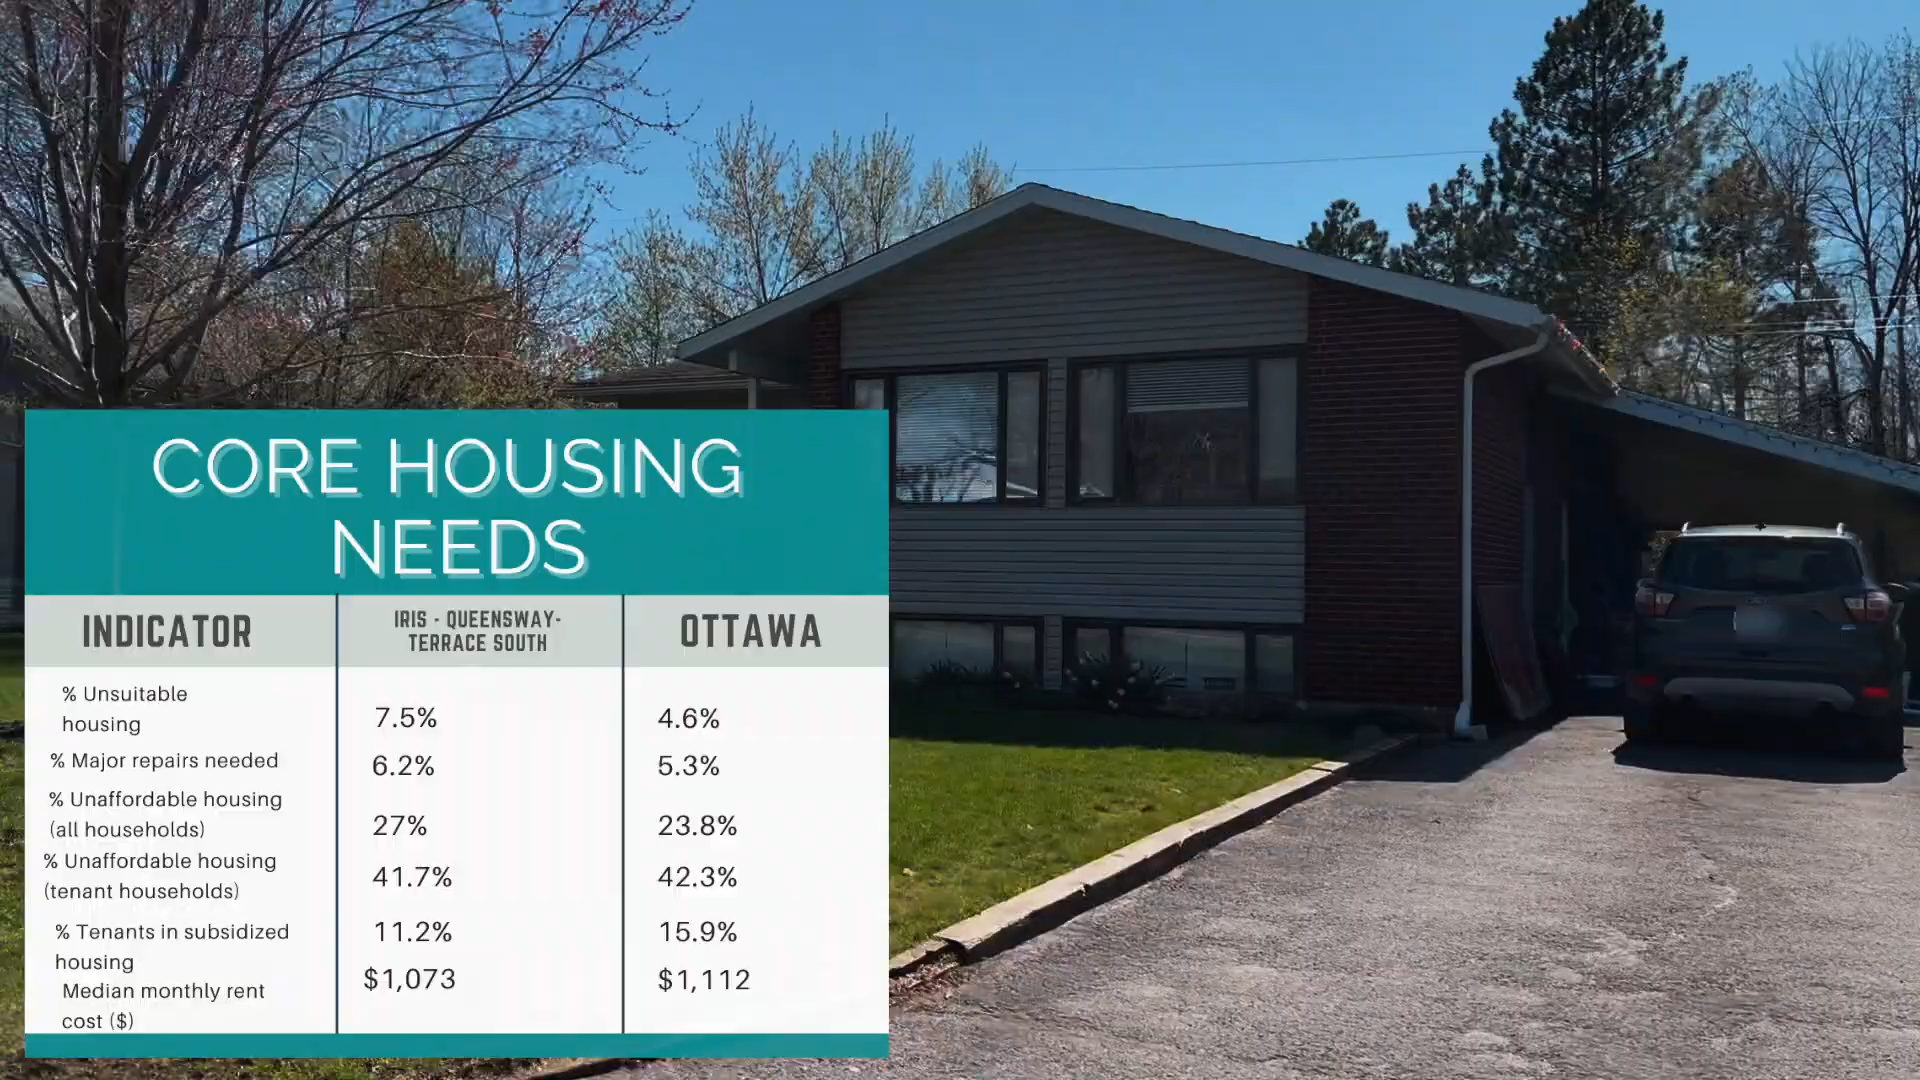 CORE HOUSING
NEEDS
INDICATOR
IRIS - QUEENSWAY-
TERRACE SOUTH
OTTAWA
% Unsuitable
housing
7.5%
4.6%
% Major repairs needed
6.2%
5.3%
% Unaffordable housing
(all households)
27%
23.8%
% Unaffordable housing
(tenant households)
41.7%
42.3%
% Tenants in subsidized
housing
11.2%
15.9%
Median monthly rent
cost ($)
$1,073
$1,112